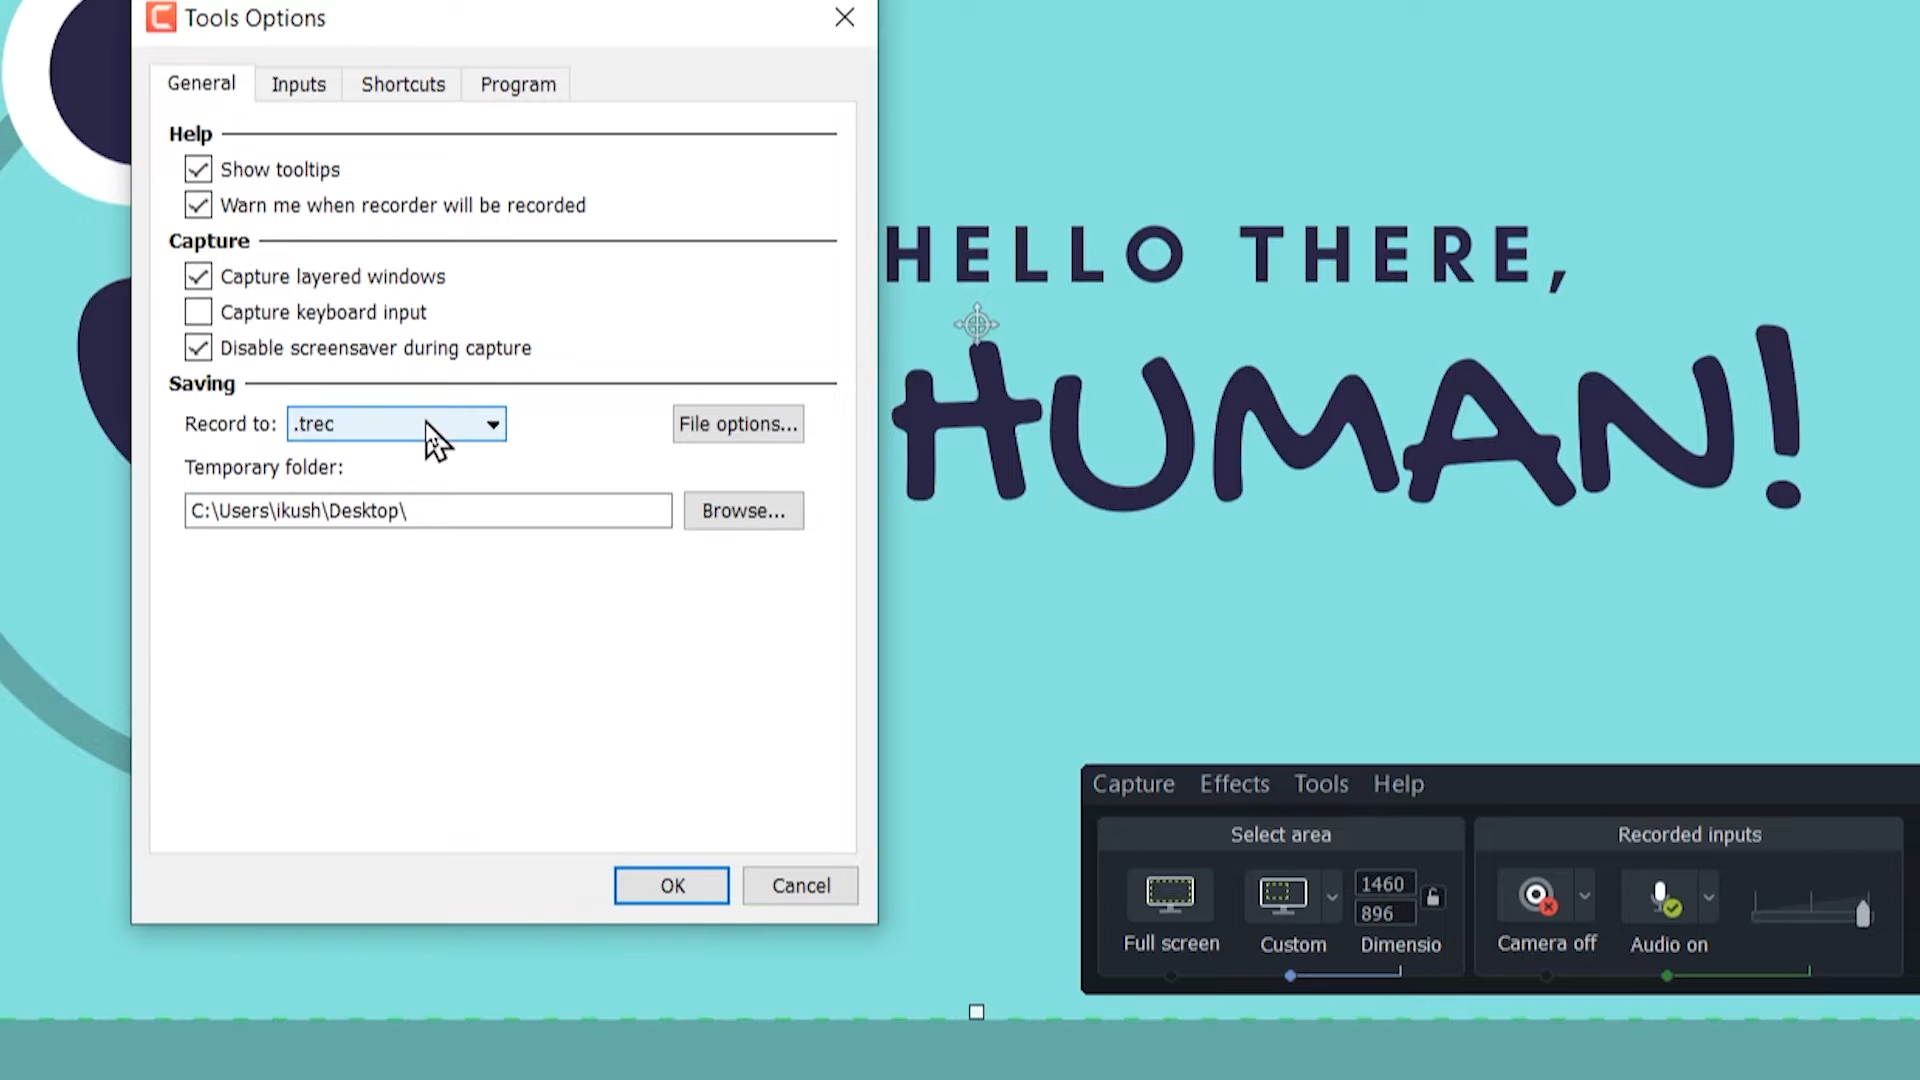 Tools Options
General Inputs Shortcuts Program
Help
Show tooltips
Warn me when recorder will be recorded
Capture
Capture layered windows
Capture keyboard input
Disable screensaver during capture
Saving
Record to: .trec File options...
Temporary folder:
C:\Users\ikush\Desktop\ Browse...
OK Cancel
HELLO THERE,
HUMAN!
Capture Effects Tools Help
Select area Recorded inputs
1460
896
Full screen Custom Dimensio Camera off Audio on